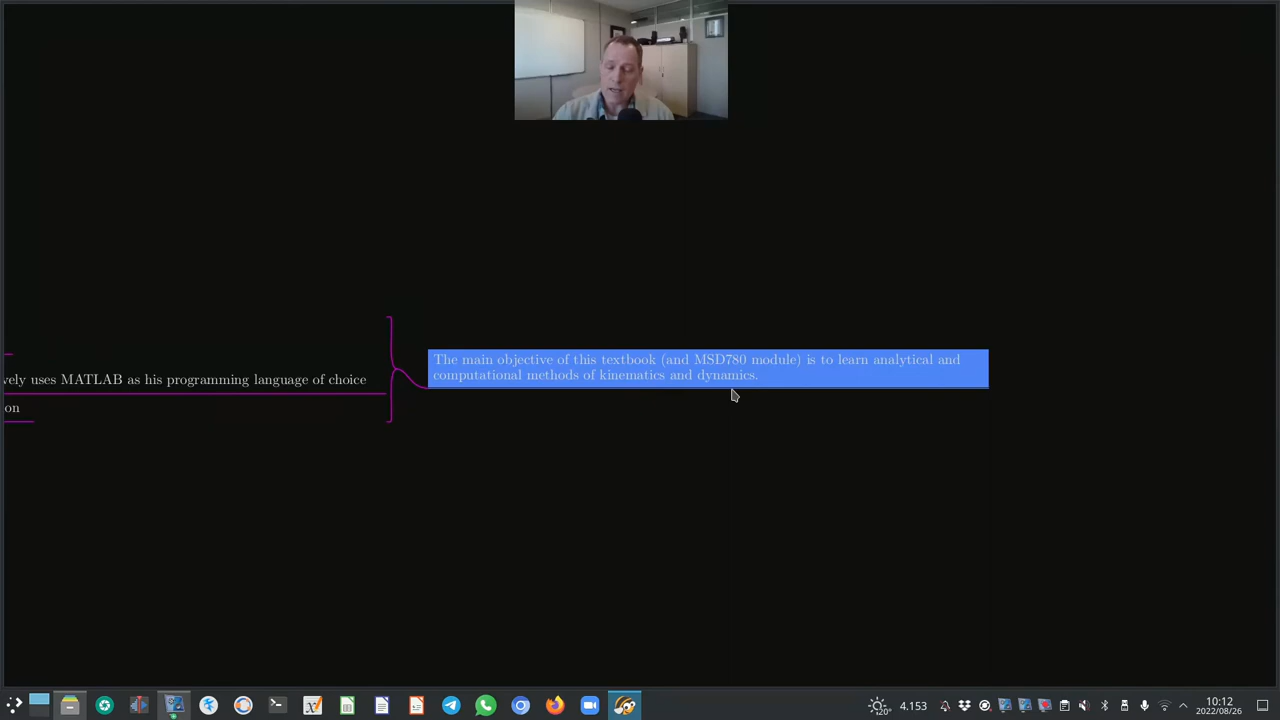 The main objective of this textbook (and MSD780 module) is to learn analytical and
computational methods of kinematics and dynamics.
vely uses MATLAB as his programming language of choice
on
20°
4.153
10:12
2022/08/26